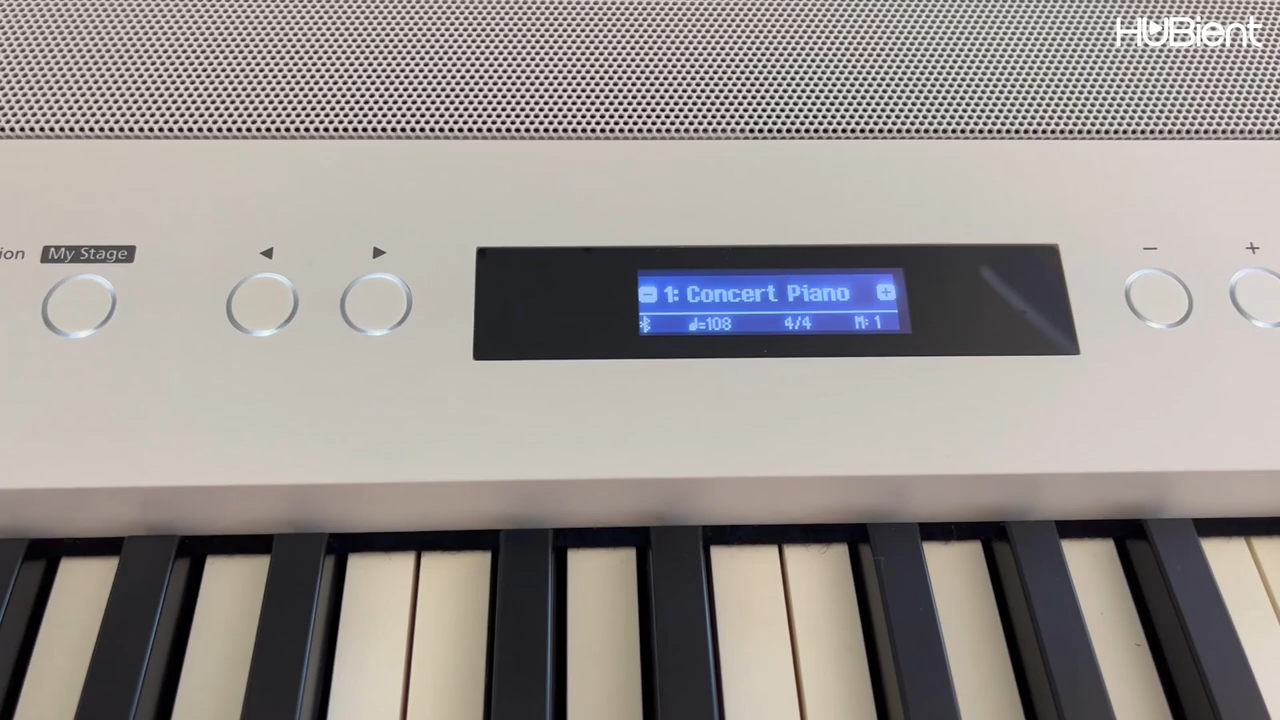 HUBient
ion My Stage ◀ ▶ − +
1: Concert Piano
♩=108 4/4 M: 1